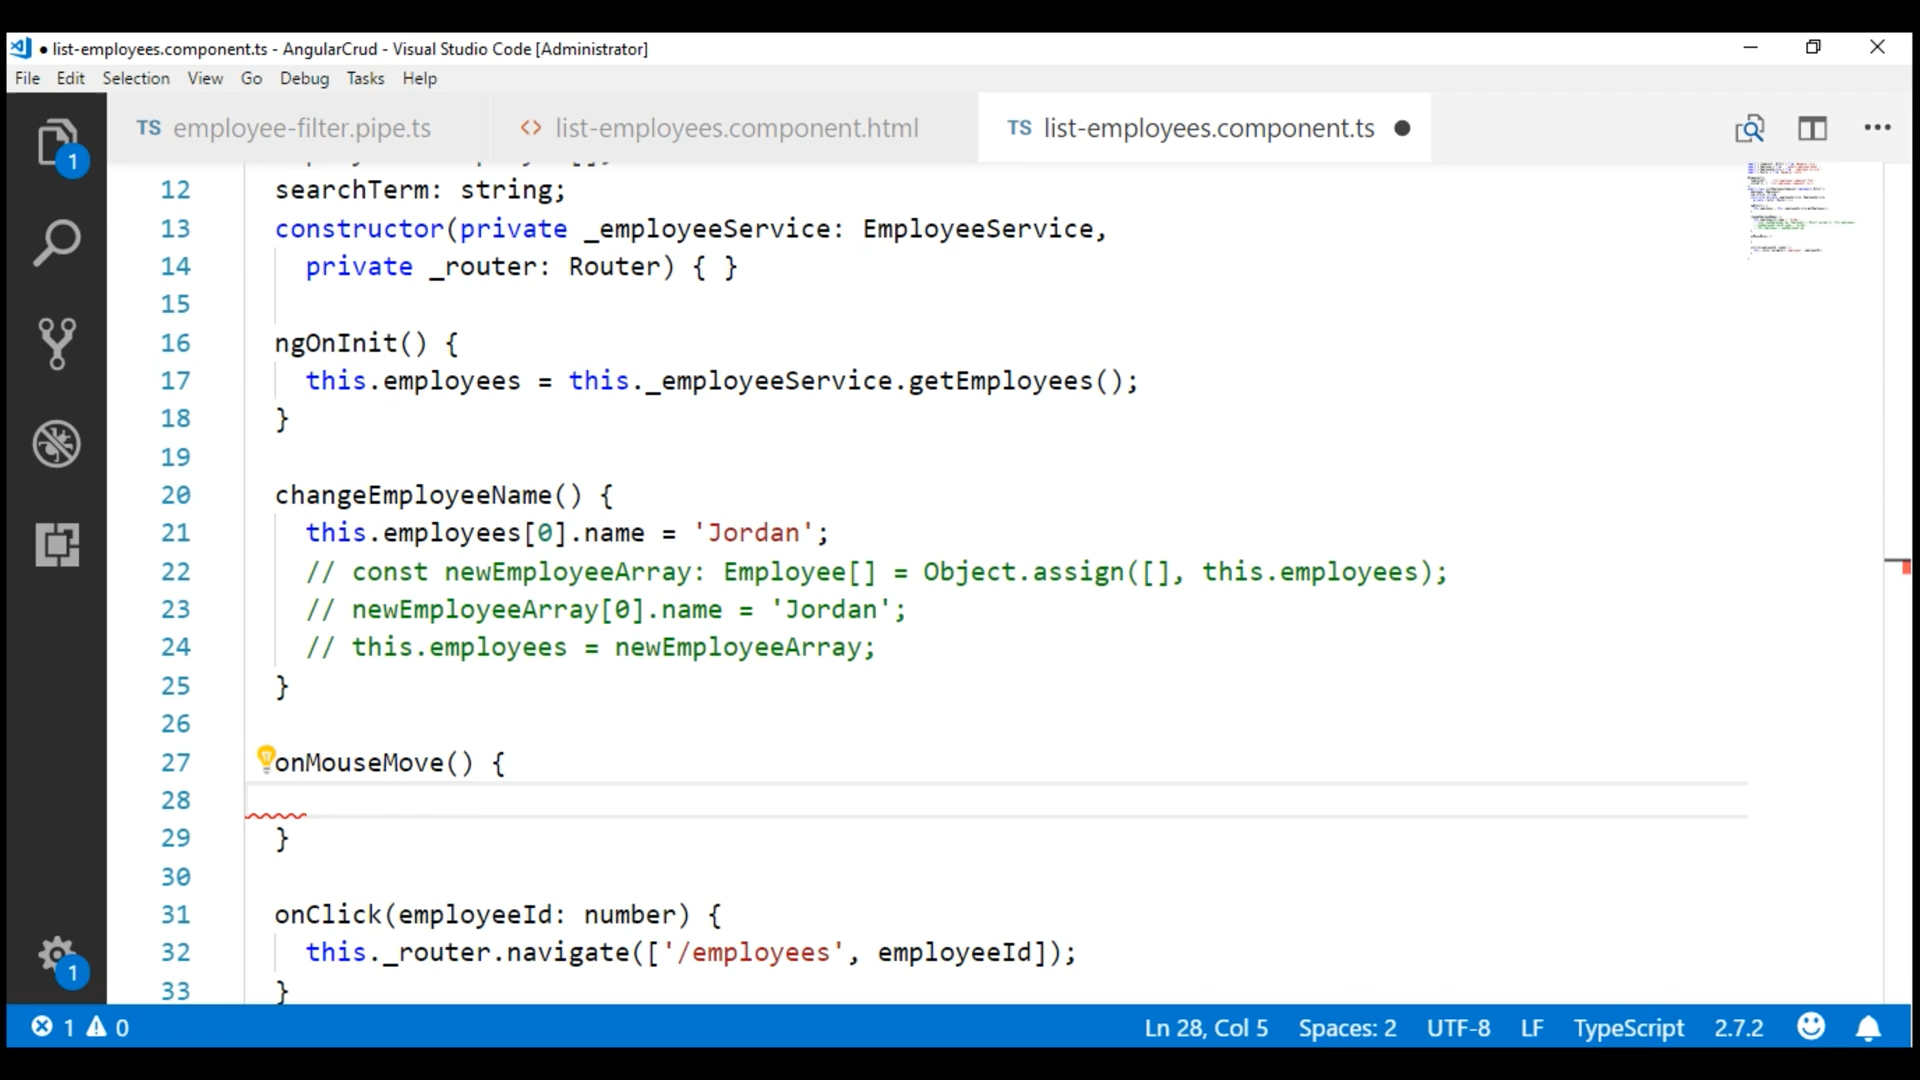 ● list-employees.component.ts - AngularCrud - Visual Studio Code [Administrator]
File Edit Selection View Go Debug Tasks Help
TS employee-filter.pipe.ts <> list-employees.component.html TS list-employees.component.ts ●
1
12 searchTerm: string;
13 constructor(private _employeeService: EmployeeService,
14 private _router: Router) { }
15
16 ngOnInit() {
17 this.employees = this._employeeService.getEmployees();
18 }
19
20 changeEmployeeName() {
21 this.employees[0].name = 'Jordan';
22 // const newEmployeeArray: Employee[] = Object.assign([], this.employees);
23 // newEmployeeArray[0].name = 'Jordan';
24 // this.employees = newEmployeeArray;
25 }
26
27 onMouseMove() {
28
29 }
30
31 onClick(employeeId: number) {
32 this._router.navigate(['/employees', employeeId]);
33 }
1
1 0 Ln 28, Col 5 Spaces: 2 UTF-8 LF TypeScript 2.7.2